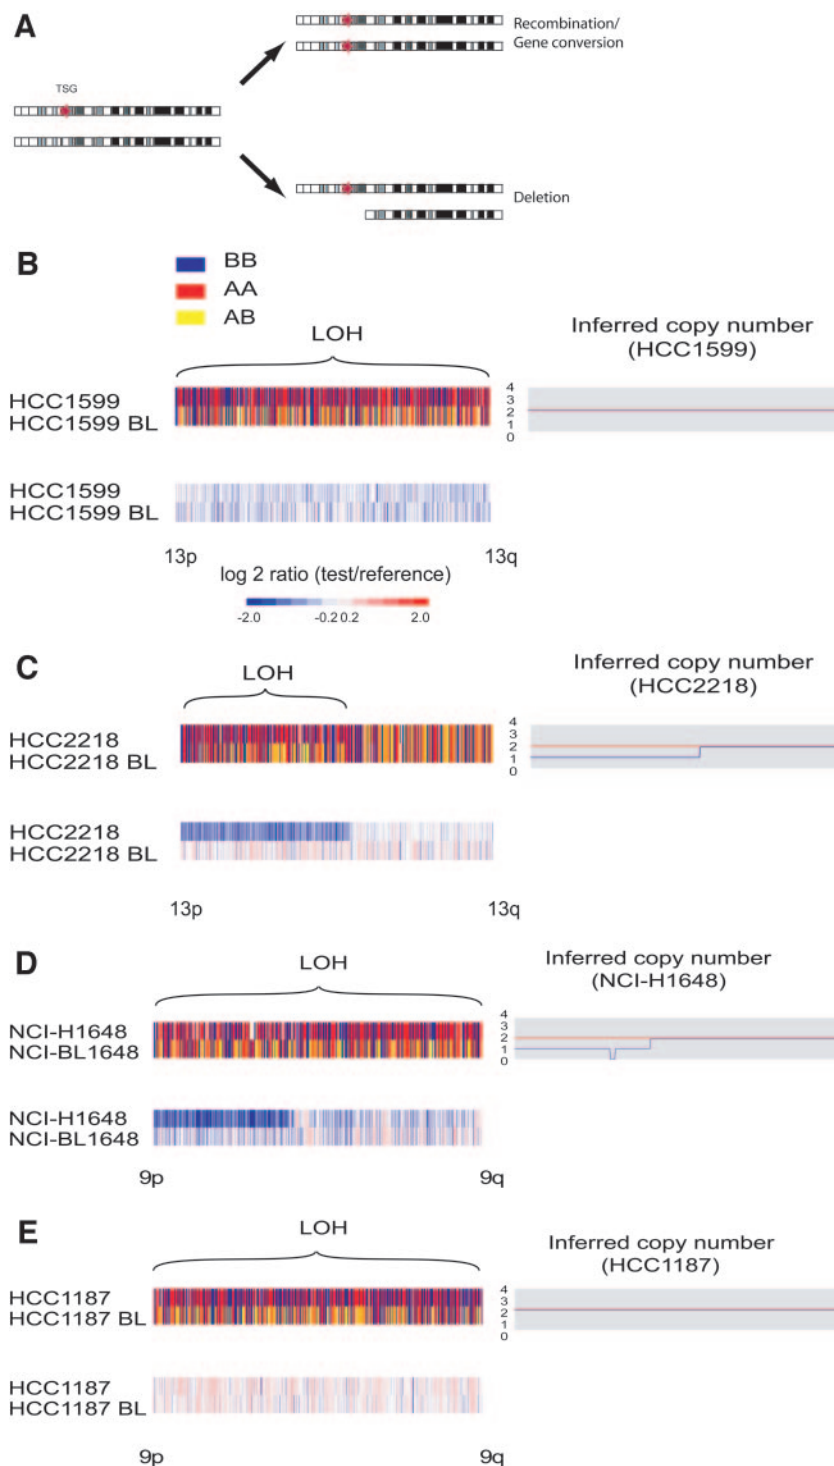 A
Recombination/
Gene conversion
TSG
Deletion
B
BB
AA
AB
LOH
Inferred copy number
(HCC1599)
HCC1599
HCC1599 BL
4
3
2
1
0
HCC1599
HCC1599 BL
13p
13q
log 2 ratio (test/reference)
-2.0
-0.2 0.2
2.0
C
LOH
Inferred copy number
(HCC2218)
HCC2218
HCC2218 BL
4
3
2
1
0
HCC2218
HCC2218 BL
13p
13q
D
LOH
Inferred copy number
(NCI-H1648)
NCI-H1648
NCI-BL1648
4
3
2
1
0
NCI-H1648
NCI-BL1648
9p
9q
E
LOH
Inferred copy number
(HCC1187)
HCC1187
HCC1187 BL
4
3
2
1
0
HCC1187
HCC1187 BL
9p
9q